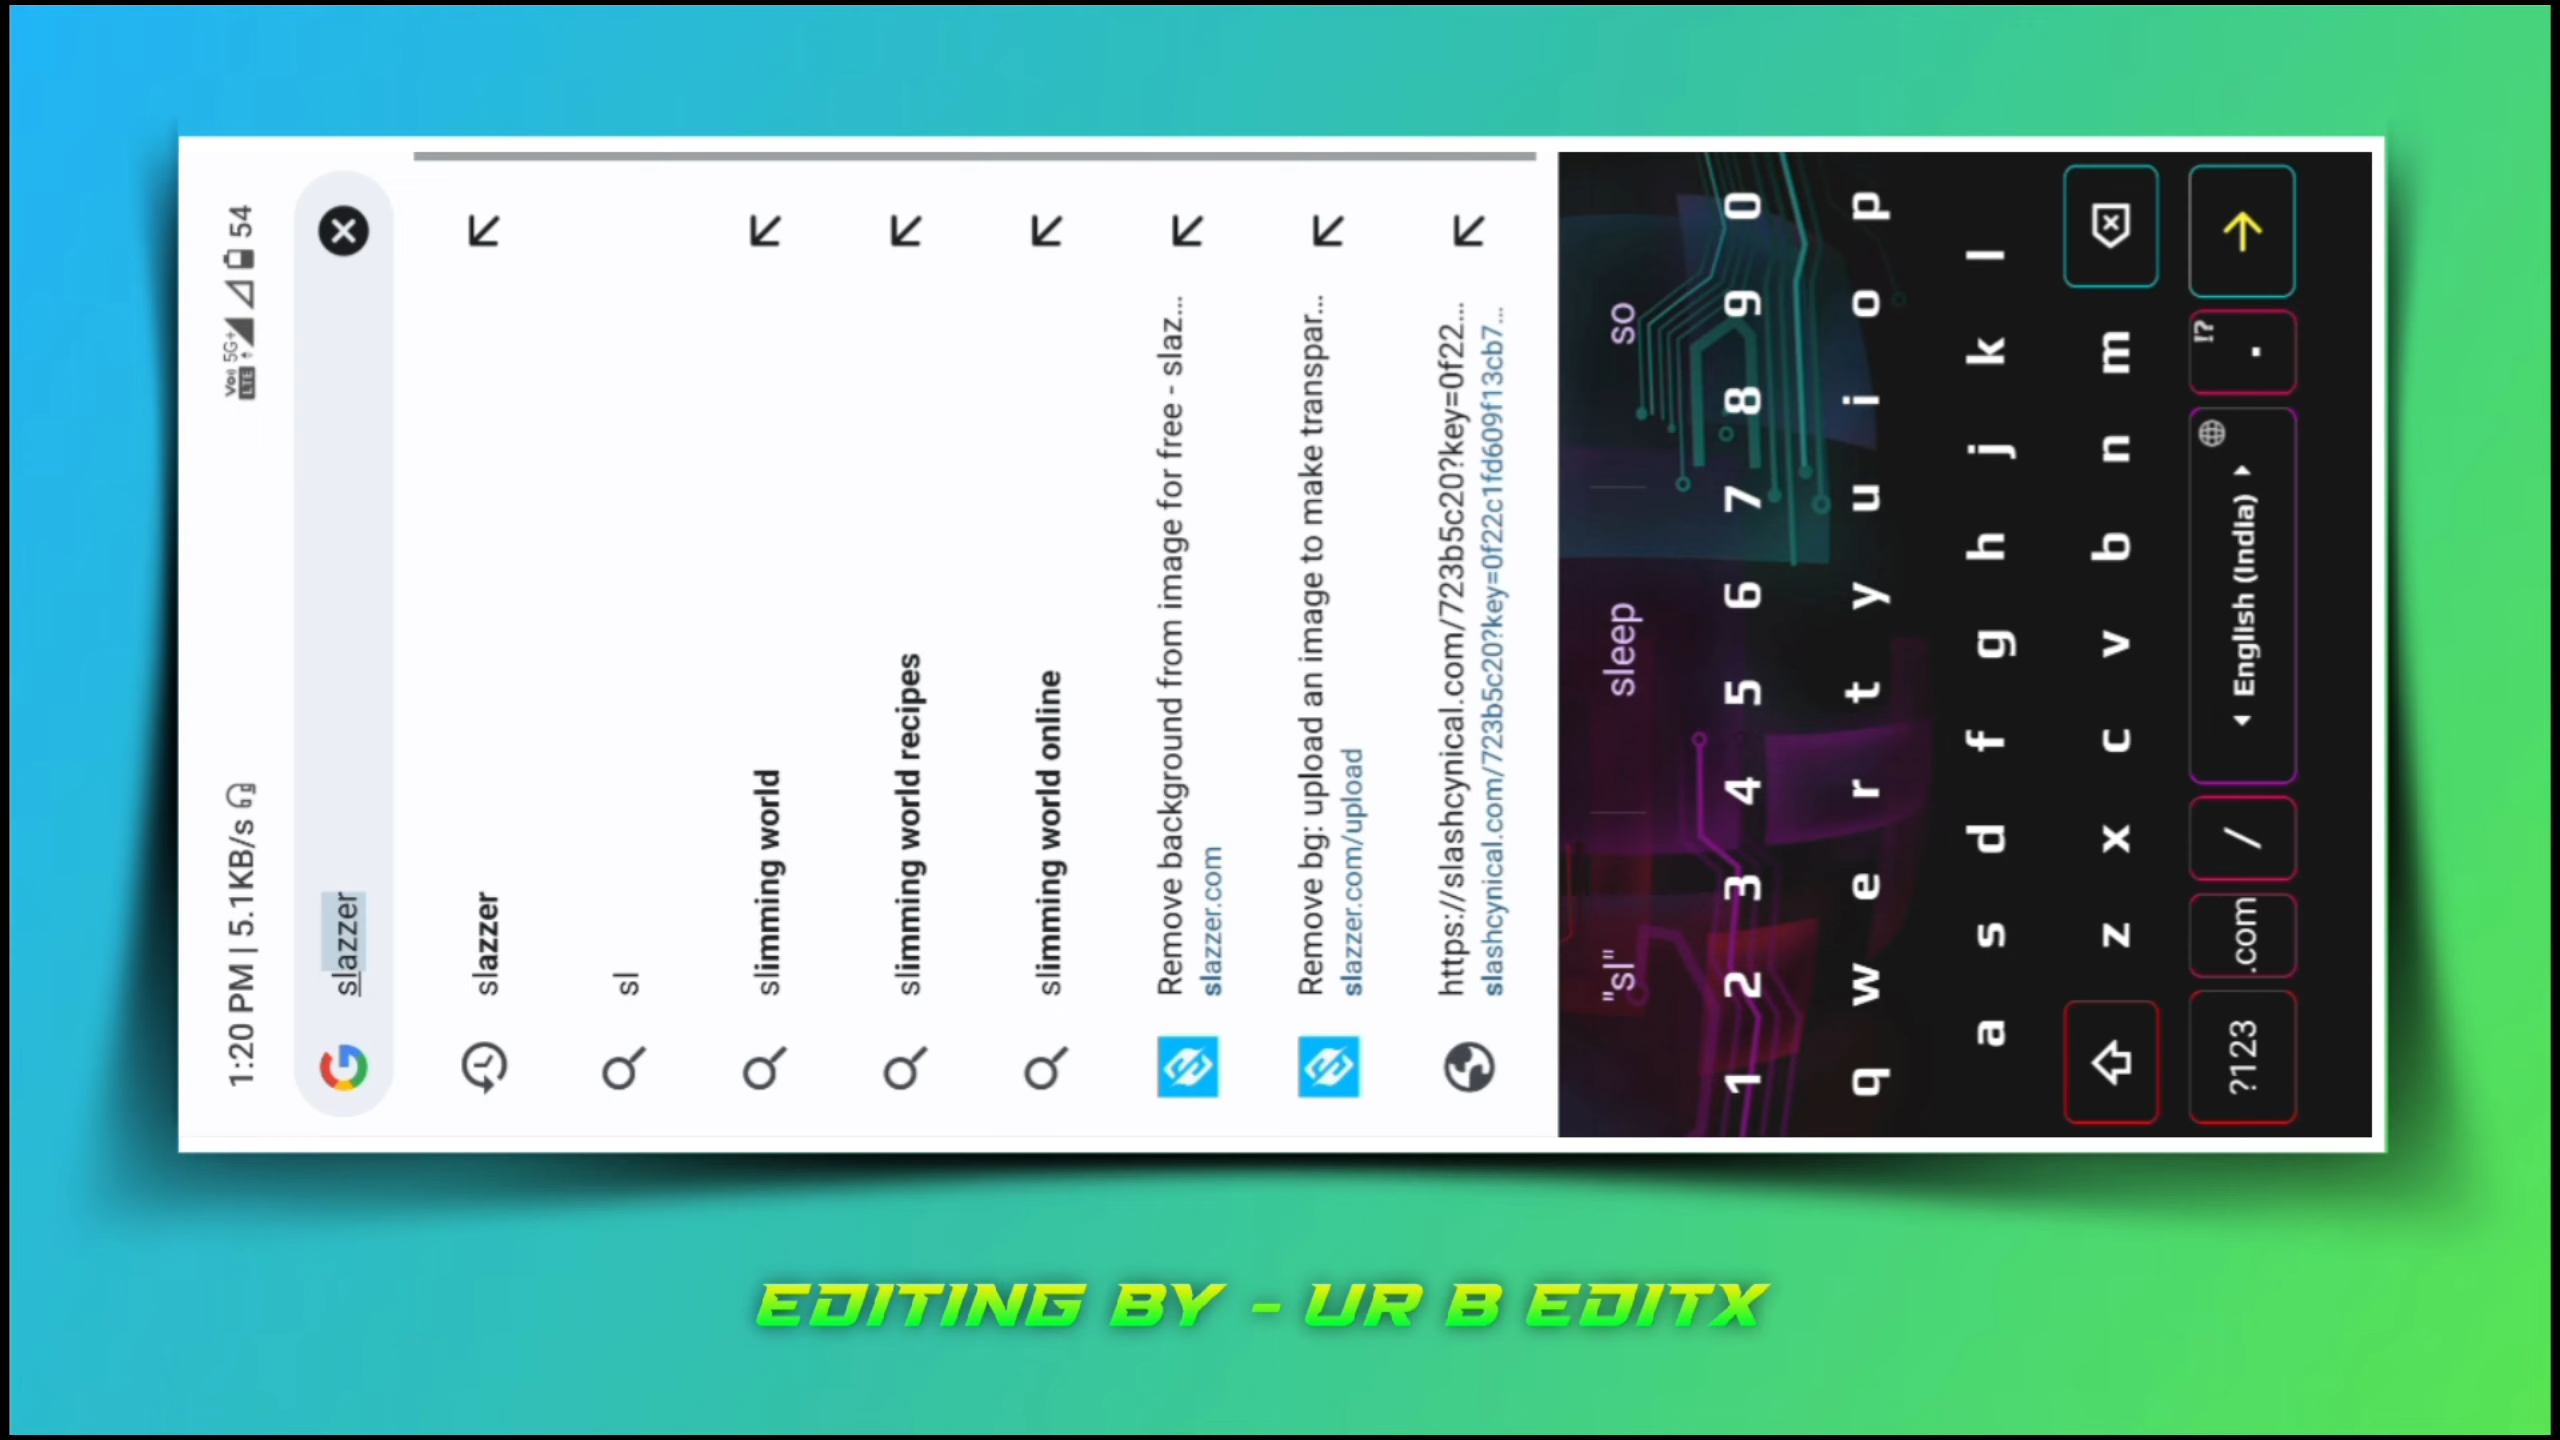 1:20 PM | 5.1KB/s
Vo) 5G+ LTE 54
slazzer
slazzer
sl
slimming world
slimming world recipes
slimming world online
Remove background from image for free - slaz...
slazzer.com
Remove bg: upload an image to make transpar...
slazzer.com/upload
https://slashcynical.com/723b5c20?key=0f22...
slashcynical.com/723b5c20?key=0f22c1fd609f13cb7...
"sl" sleep so
1 2 3 4 5 6 7 8 9 0
q w e r t y u i o p
a s d f g h j k l
z x c v b n m
?123 .com / English (India) . !?
EDITING BY - UR B EDITX